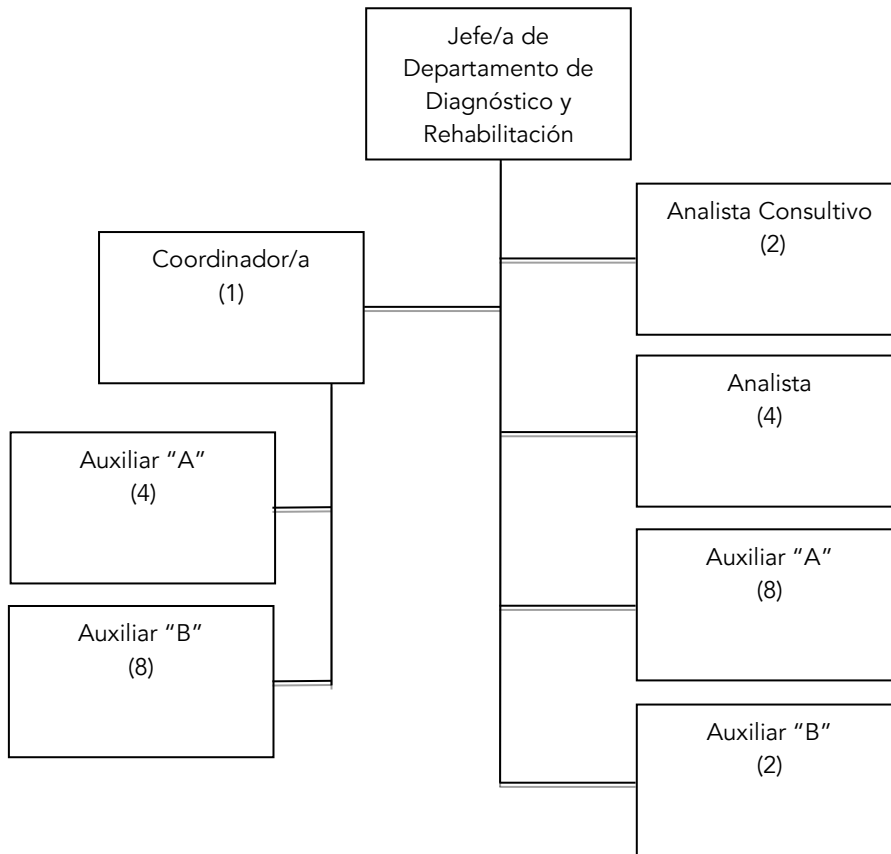 Jefe/a de
Departamento de
Diagnóstico y
Rehabilitación
Analista Consultivo
(2)
Coordinador/a
(1)
Analista
(4)
Auxiliar “A”
(4)
Auxiliar “A”
(8)
Auxiliar “B”
(8)
Auxiliar “B”
(2)